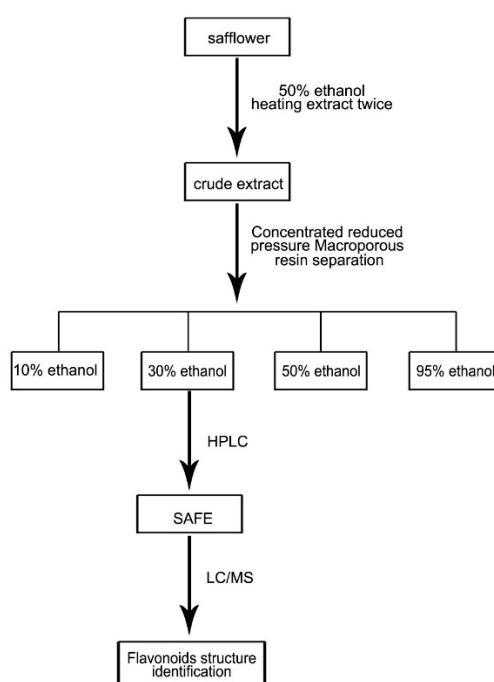 safflower
50% ethanol
heating extract twice
crude extract
Concentrated reduced
pressure Macroporous
resin separation
10% ethanol
30% ethanol
50% ethanol
95% ethanol
HPLC
SAFE
LC/MS
Flavonoids structure
identification